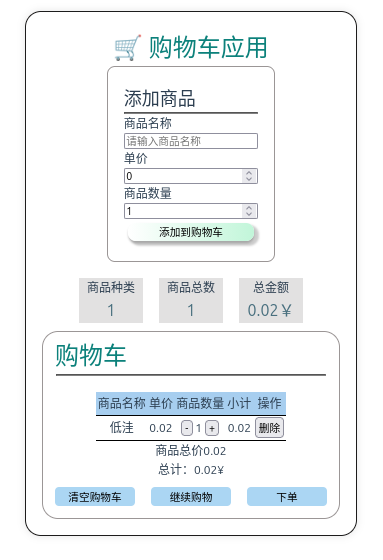 🛒 购物车应用
添加商品
商品名称
请输入商品名称
单价
0
商品数量
1
添加到购物车
商品种类 商品总数 总金额
1 1 0.02￥
购物车
商品名称 单价 商品数量 小计 操作
低洼 0.02 - 1 + 0.02 删除
商品总价0.02
总计：0.02¥
清空购物车 继续购物 下单